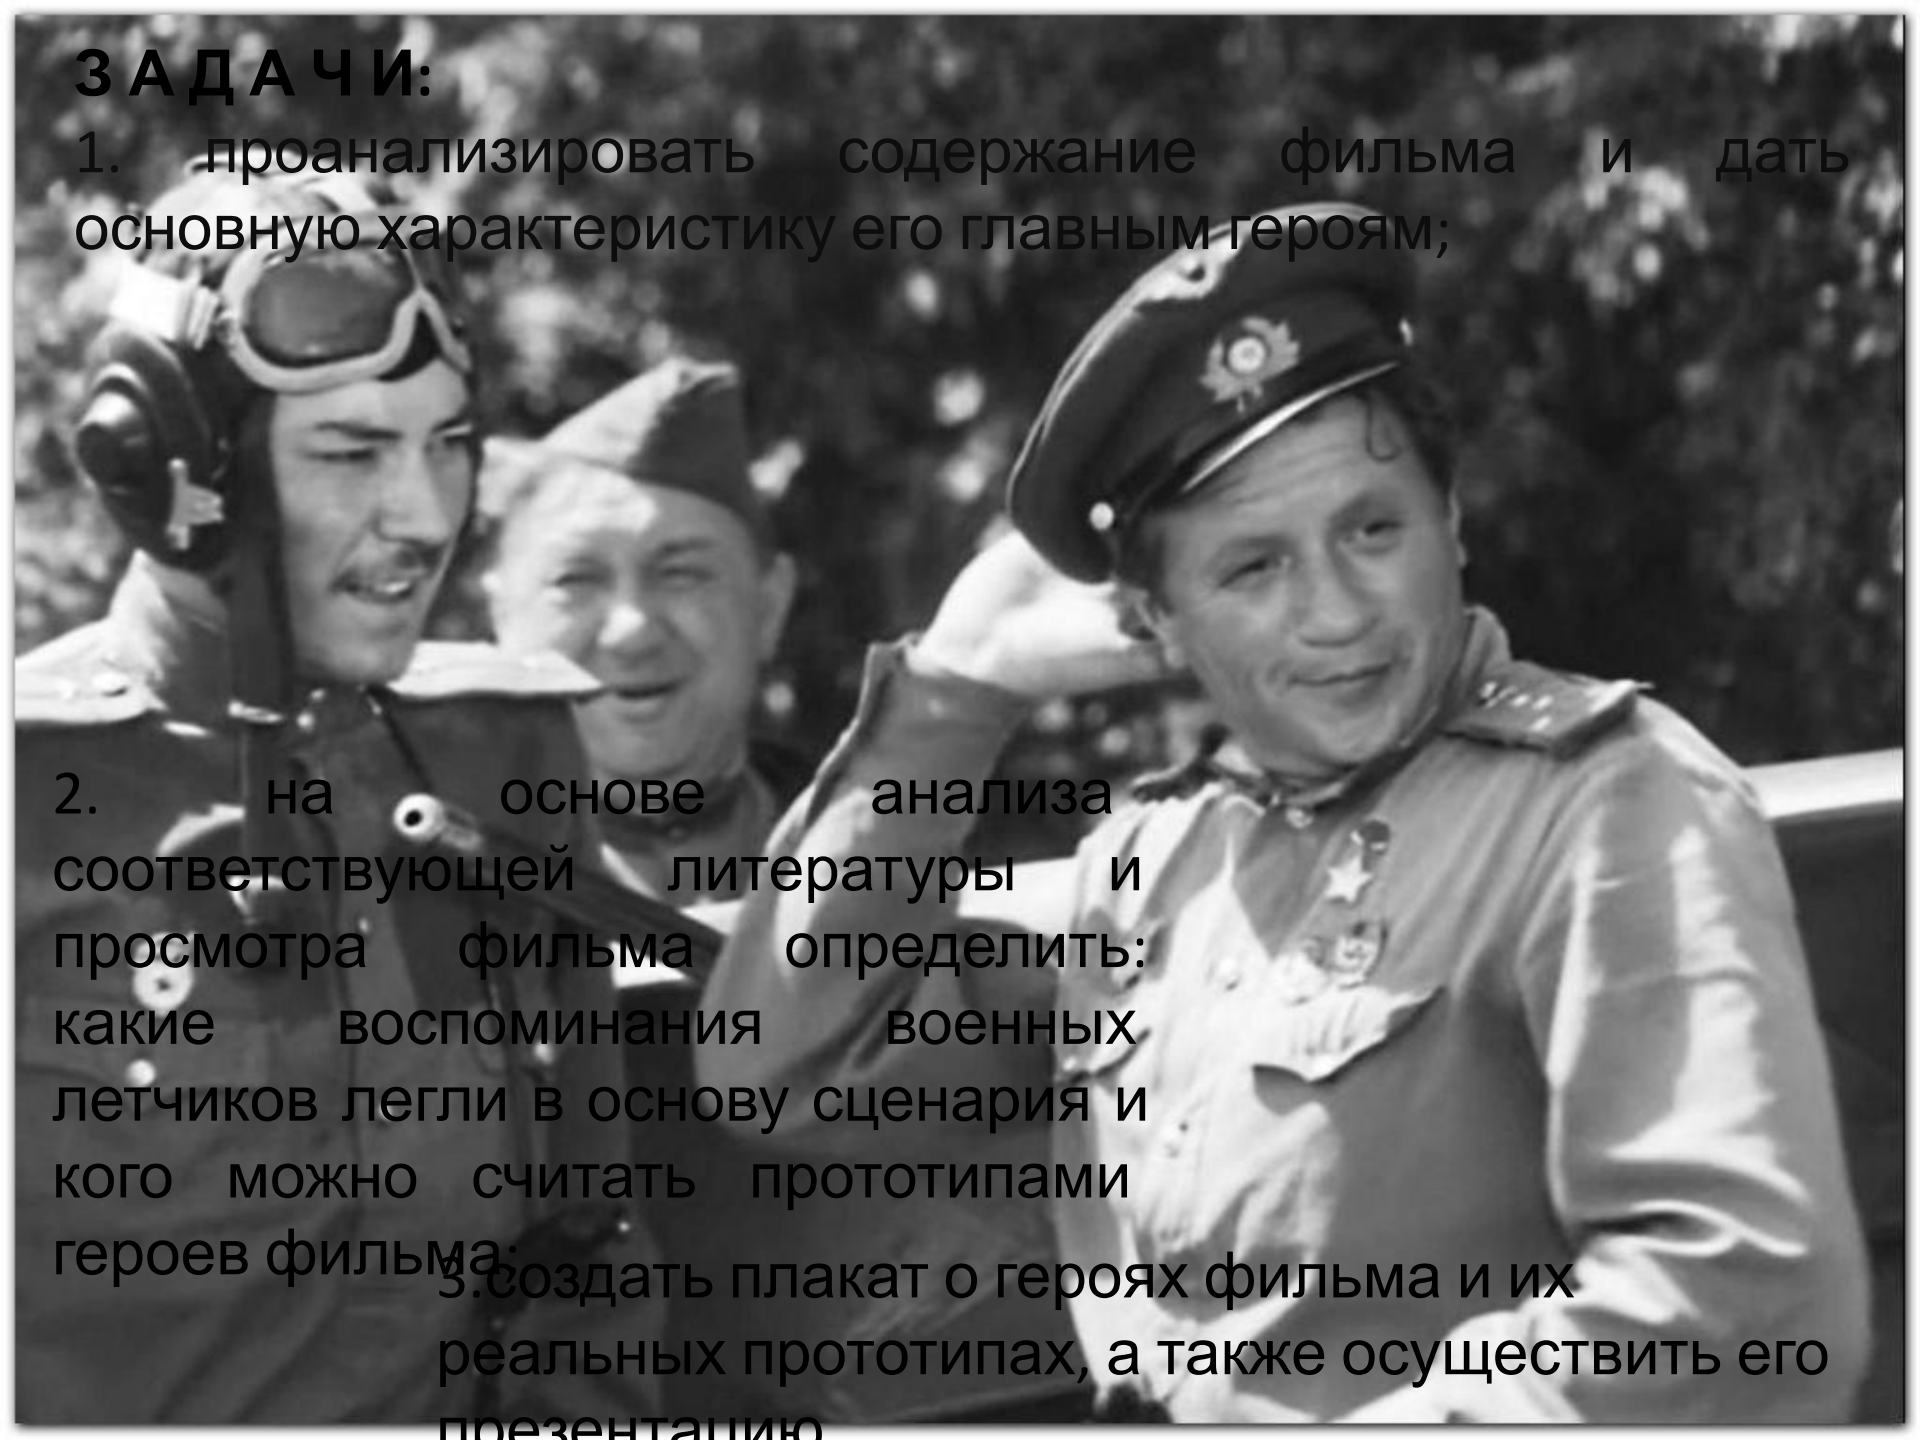 З А Д А Ч И:
1. проанализировать содержание фильма и дать
основную характеристику его главным героям;
2. на основе анализа
соответствующей литературы и
просмотра фильма определить:
какие воспоминания военных
летчиков легли в основу сценария и
кого можно считать прототипами
героев фильма;
3.создать плакат о героях фильма и их
реальных прототипах, а также осуществить его
презентацию